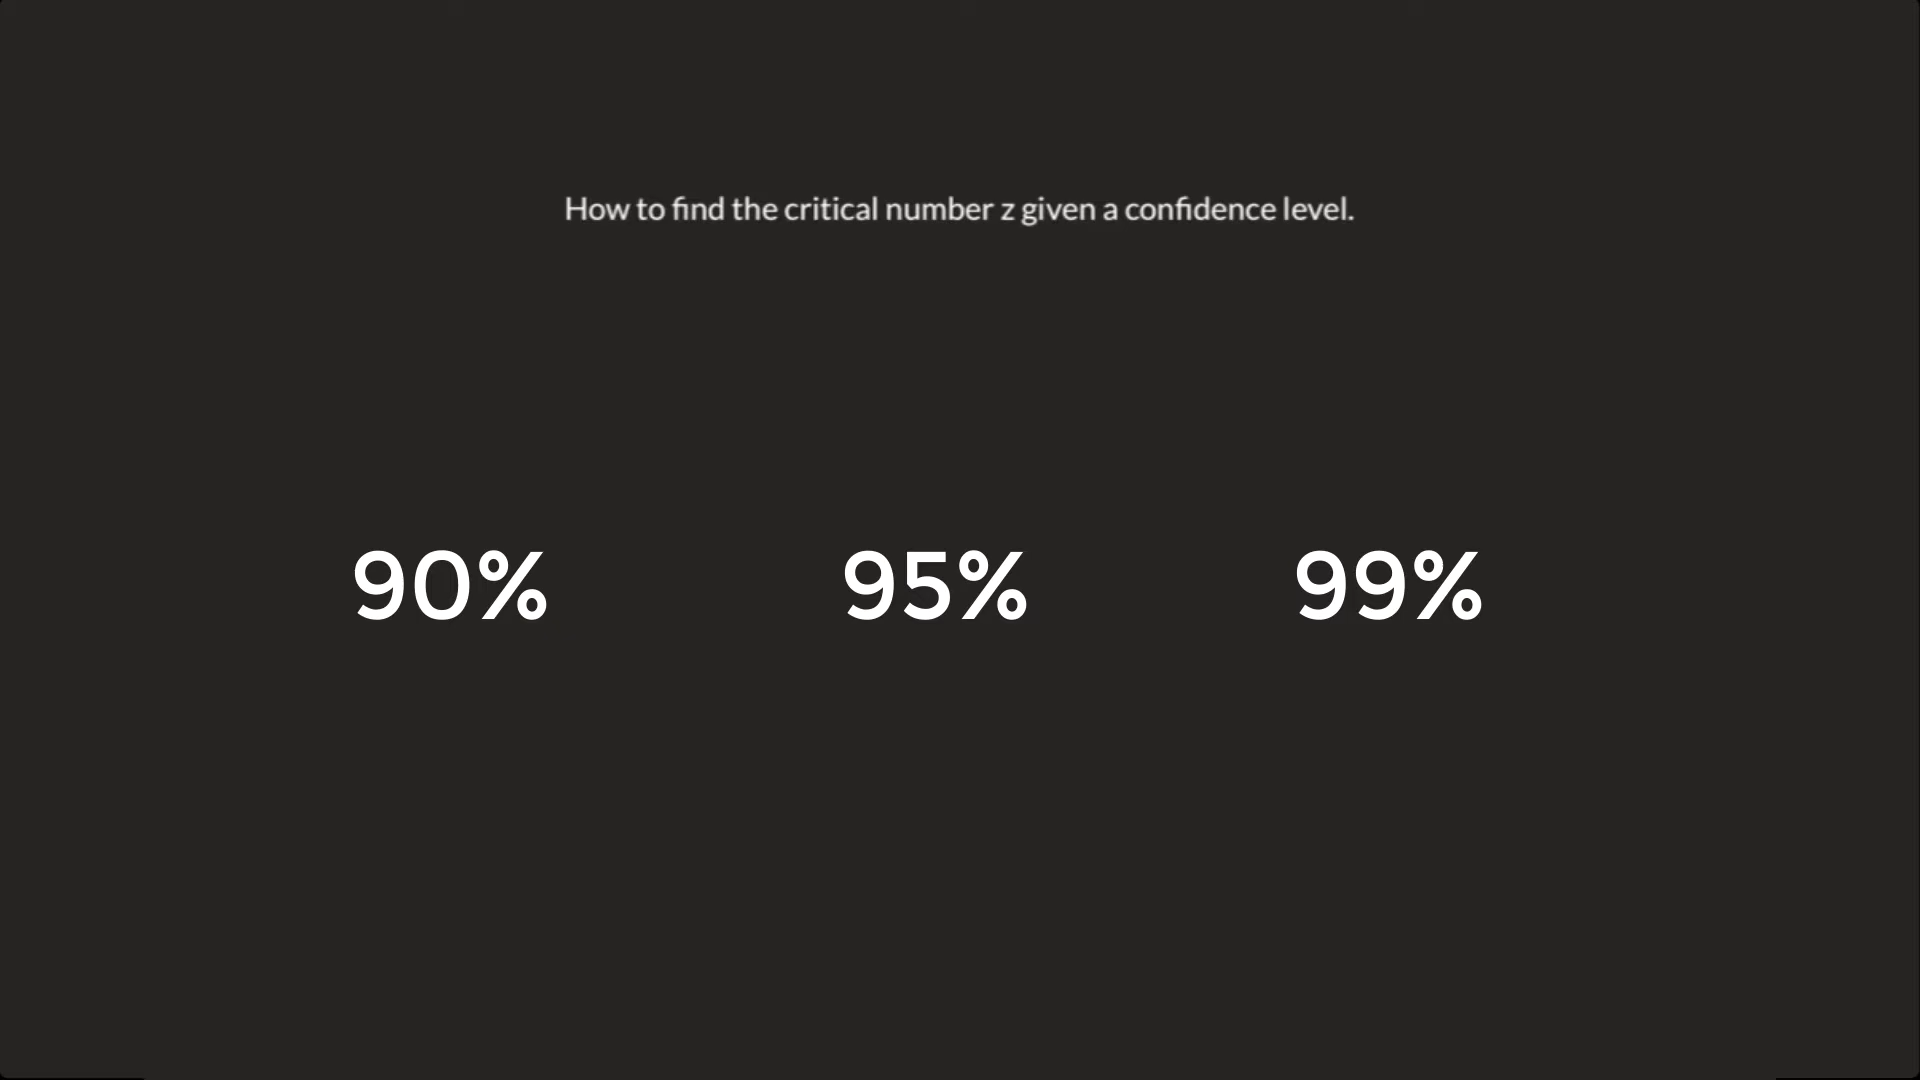 How to find the critical number z given a confidence level.
90% 95% 99%